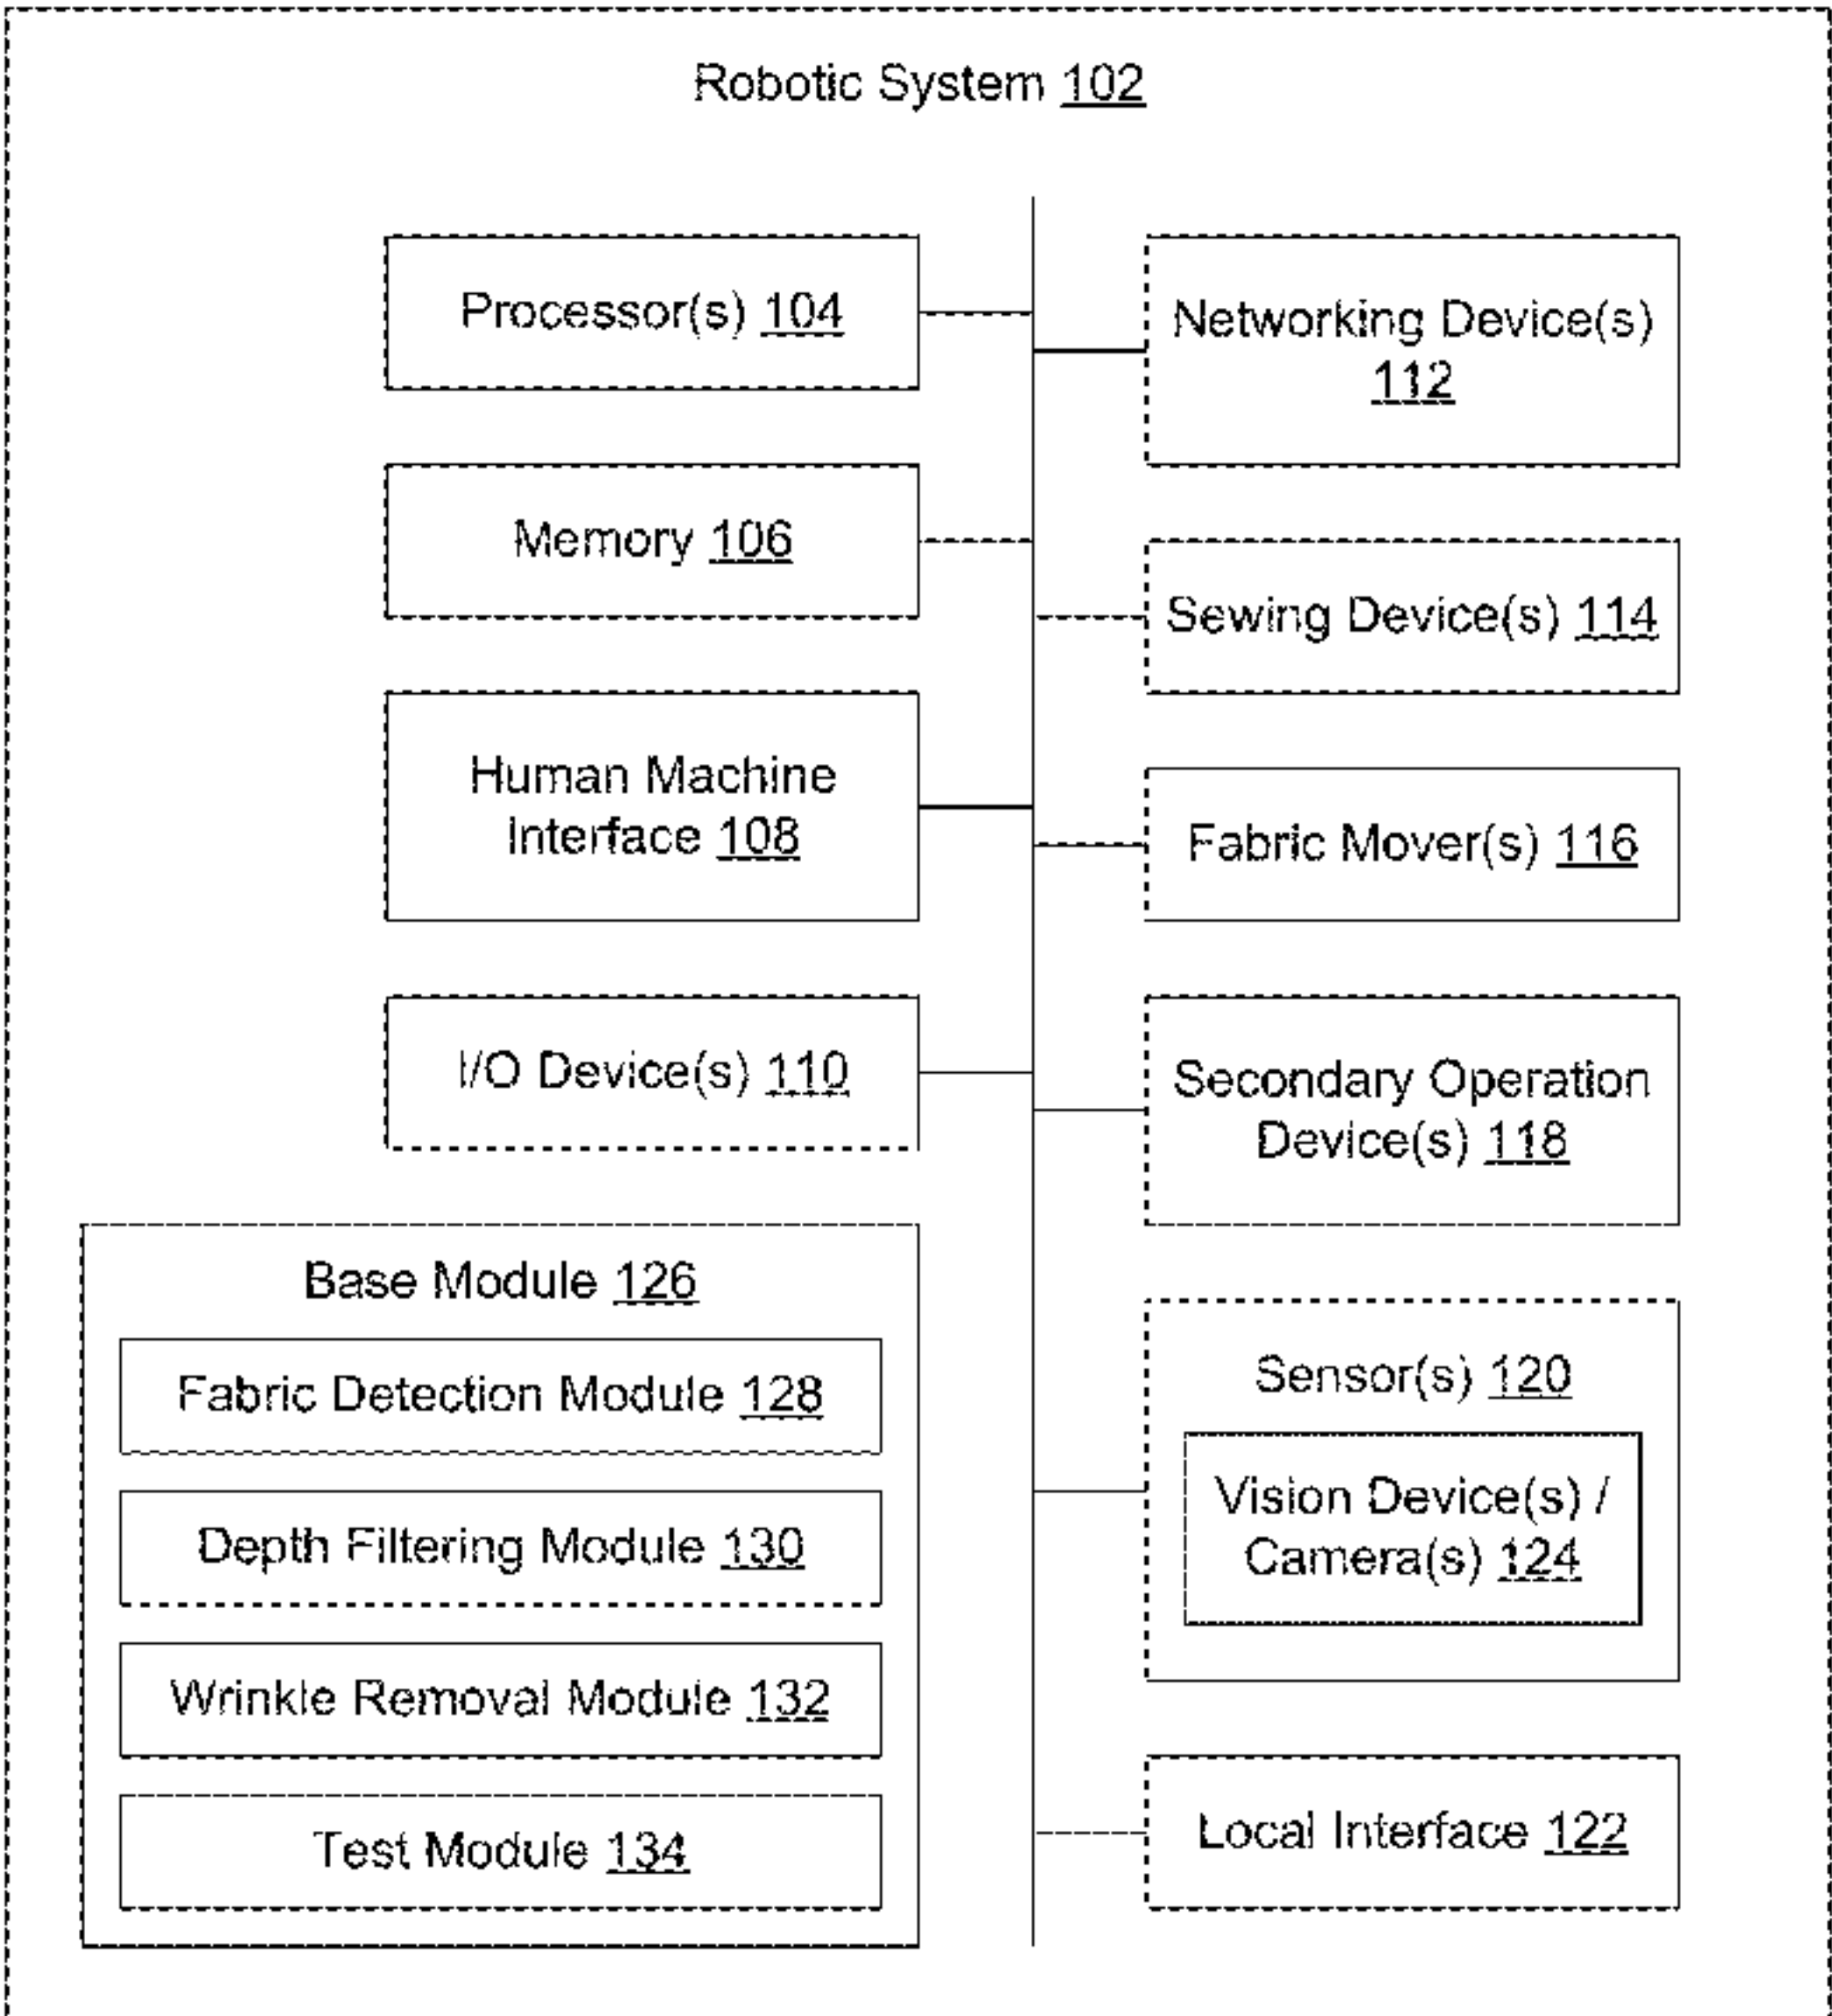 Robotic System 102
Processor(s) 104
Memory 106
Human Machine
Interface 108
I/O Device(s) 110
Base Module 126
Fabric Detection Module 128
Depth Filtering Module 130
Wrinkle Removal Module 132
Test Module 134
Networking Device(s)
112
Sewing Device(s) 114
Fabric Mover(s) 116
Secondary Operation
Device(s) 118
Sensor(s) 120
Vision Device(s) /
Camera(s) 124
Local Interface 122